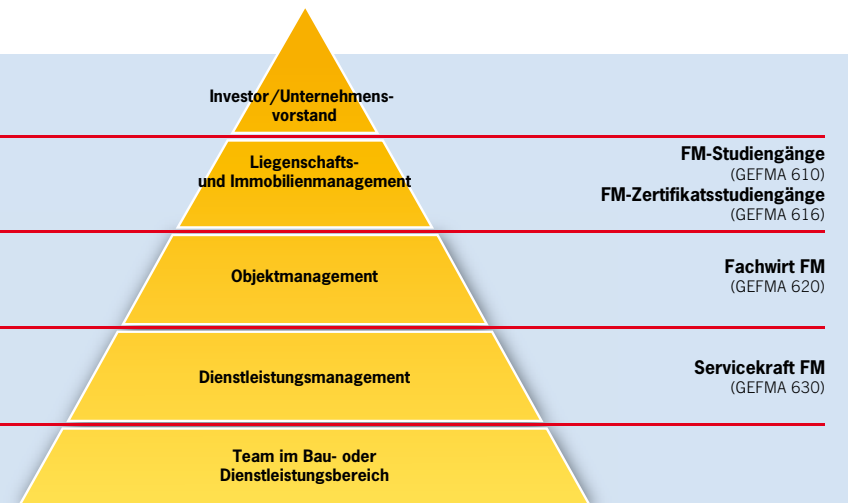 Investor/Unternehmens-
vorstand
Liegenschafts-
und Immobilienmanagement
FM-Studiengänge
(GEFMA 610)
FM-Zertifikatsstudiengänge
(GEFMA 616)
Objektmanagement
Fachwirt FM
(GEFMA 620)
Dienstleistungsmanagement
Servicekraft FM
(GEFMA 630)
Team im Bau- oder
Dienstleistungsbereich